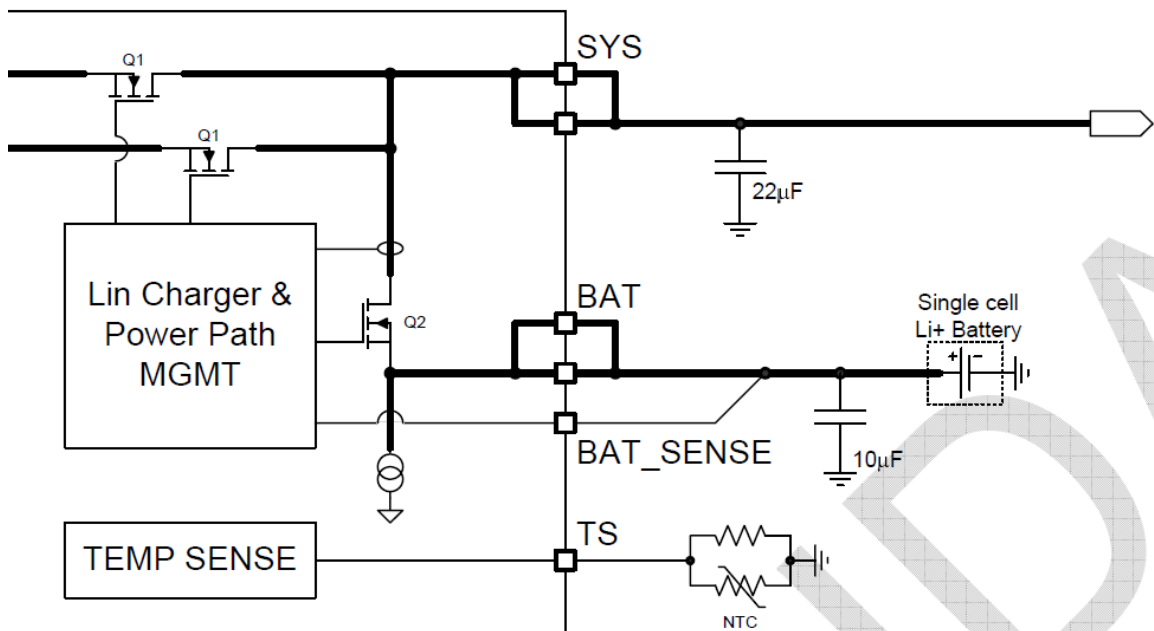 SYS
Q1
Q1
22μF
Lin Charger &
Power Path
MGMT
Q2
BAT
Single cell
Li+ Battery
+ -
BAT_SENSE
10μF
TEMP SENSE
TS
NTC